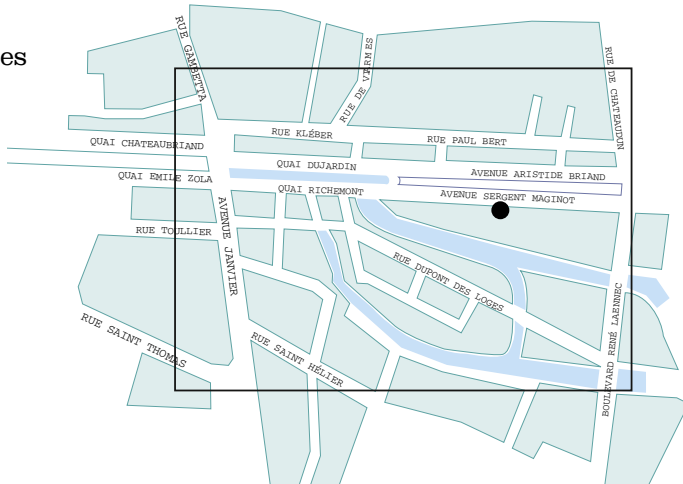 es
RUE GAMBETTA
RUE DE VIARMES
RUE DE CHATEAUDUN
RUE KLÉBER
RUE PAUL BERT
QUAI CHATEAUBRIAND
QUAI DUJARDIN
AVENUE ARISTIDE BRIAND
QUAI EMILE ZOLA
QUAI RICHEMONT
AVENUE SERGENT MAGINOT
RUE TOULLIER
AVENUE JANVIER
RUE DUPONT DES LOGES
RUE SAINT THOMAS
RUE SAINT HÉLIER
BOULEVARD RENÉ LAENNEC